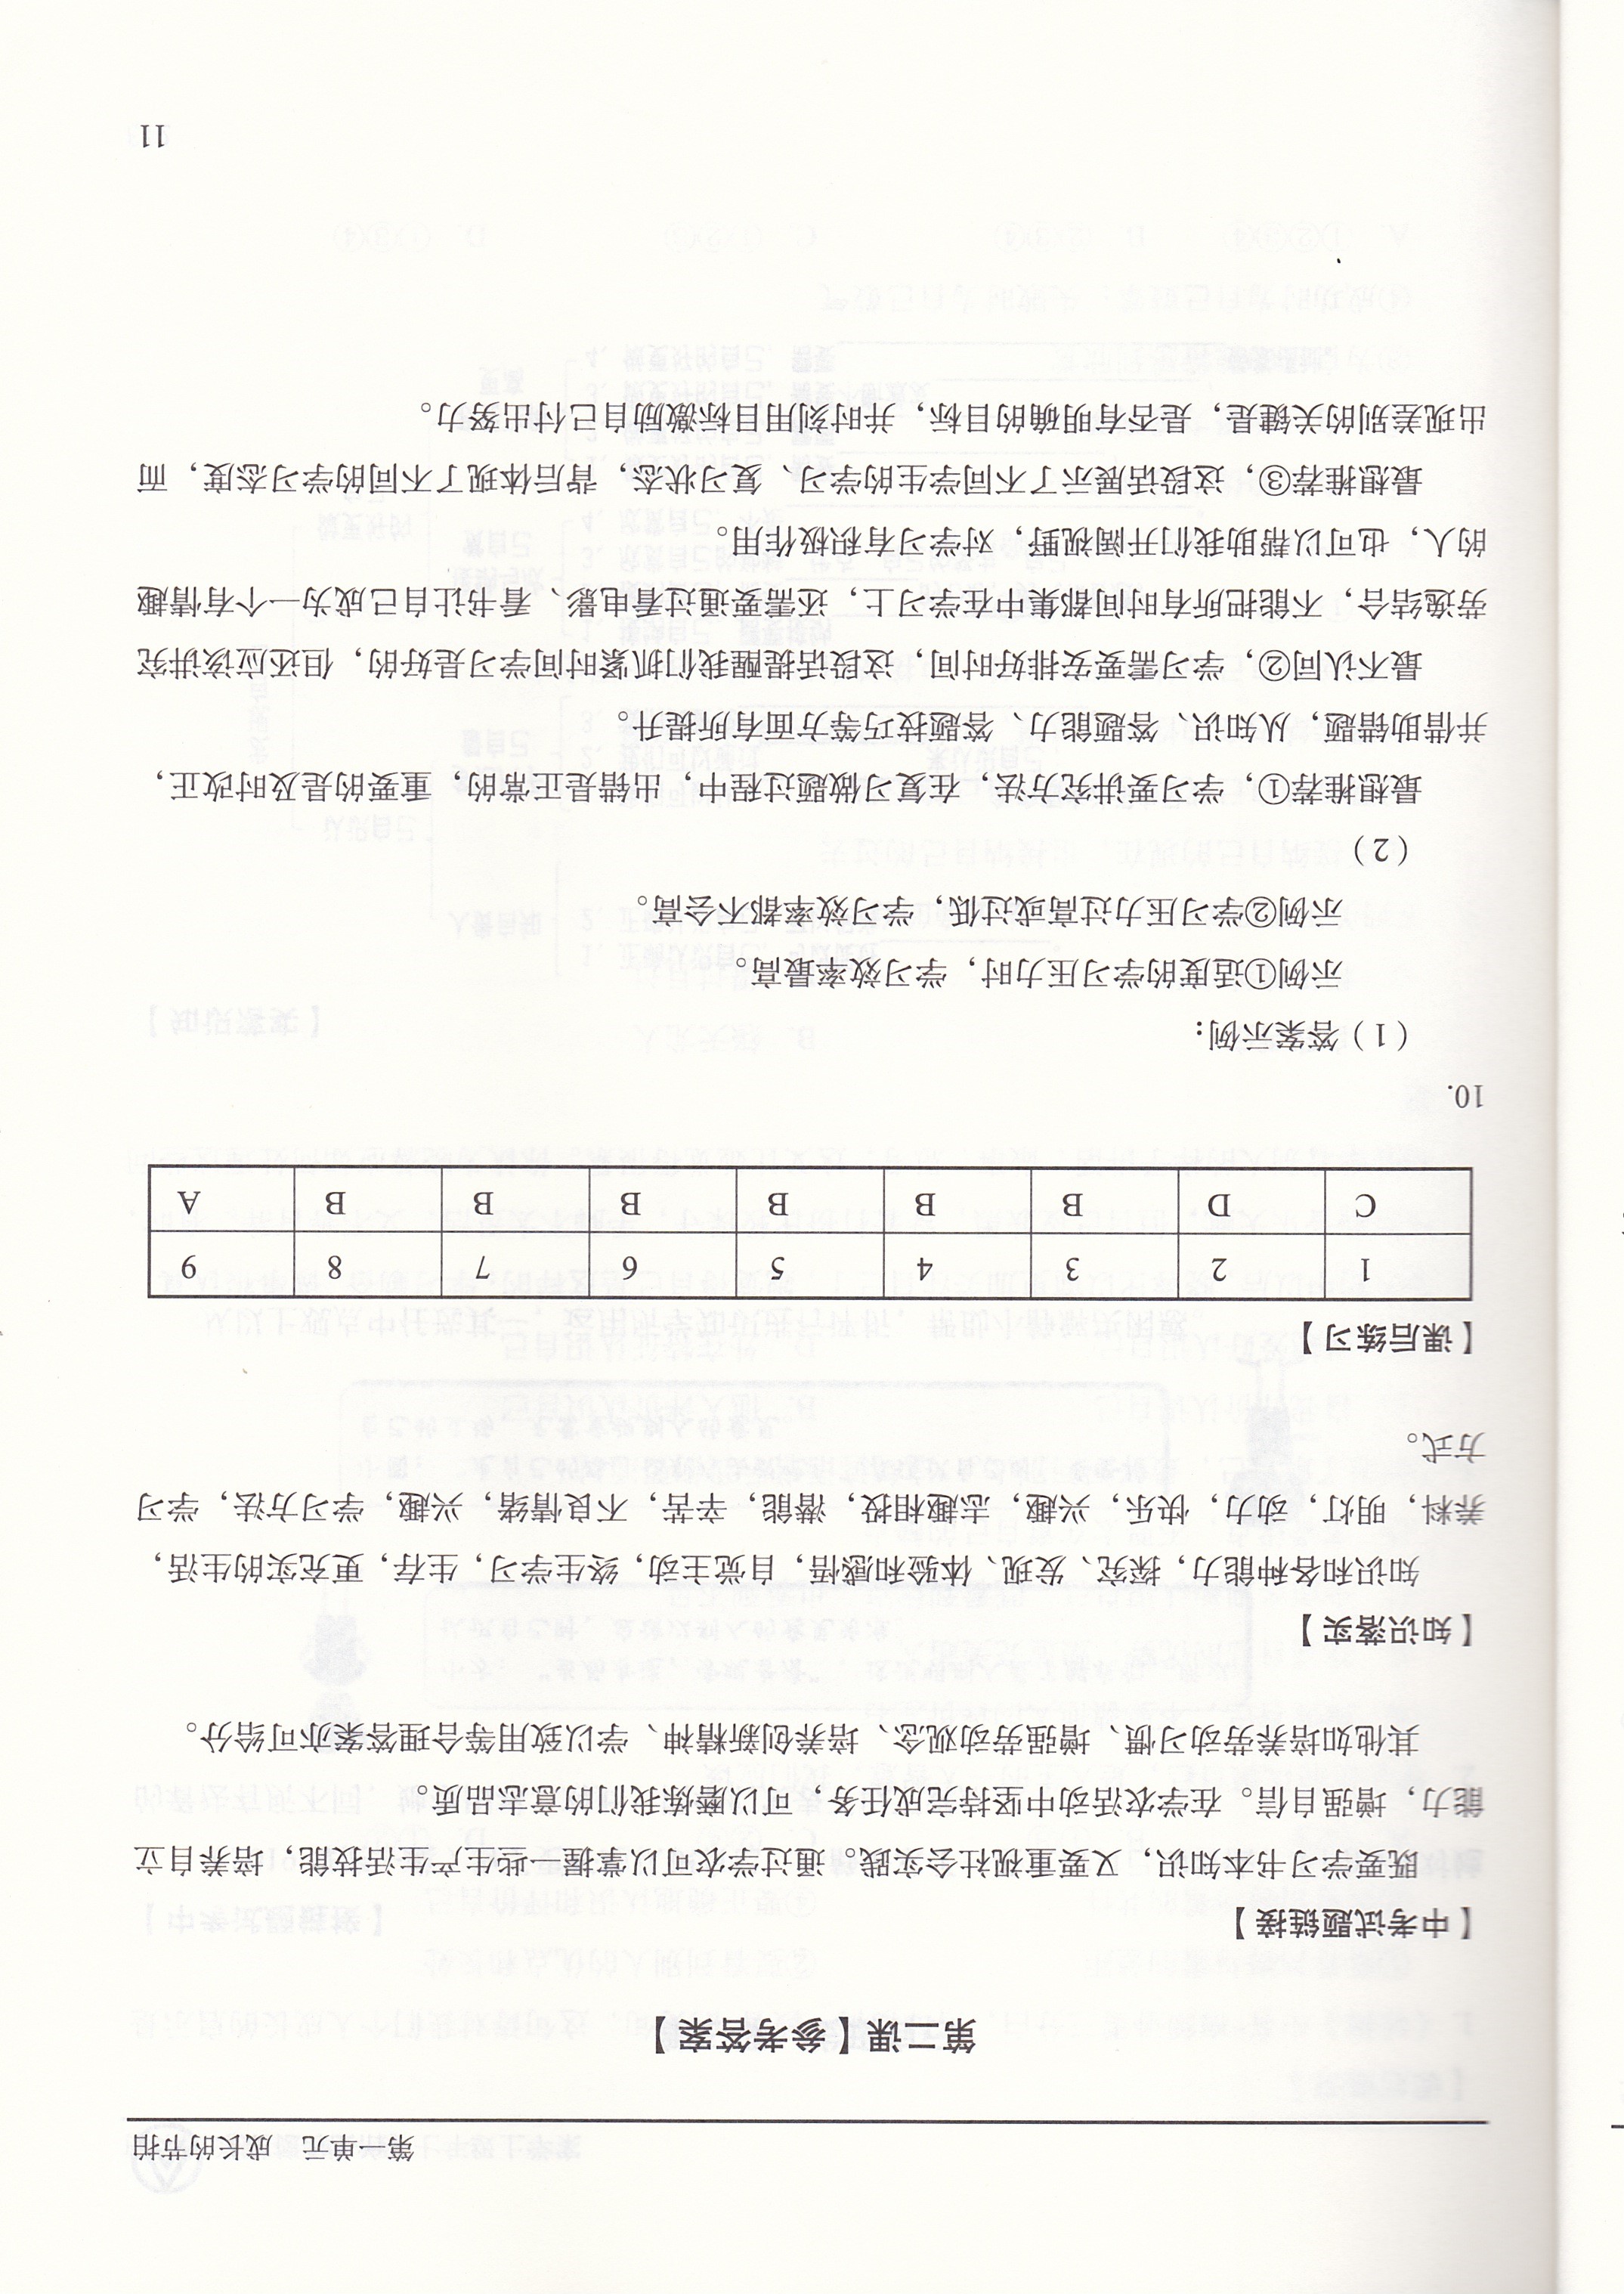 第一单元　成长的节拍
第二课【参考答案】
【中考试题链接】
既要学习书本知识，又要重视社会实践。通过学农可以掌握一些生产生活技能，培养自立
能力，增强自信。在学农活动中坚持完成任务，可以磨炼我们的意志品质。
其他如培养劳动习惯、增强劳动观念、培养创新精神、学以致用等合理答案亦可给分。
【知识落实】
知识和各种能力，探究、发现、体验和感悟，自觉主动，终生学习，生存，更充实的生活，
养料，明灯，动力，快乐，兴趣，志趣相投，潜能，辛苦，不良情绪，兴趣，学习方法，学习
方式。
【课后练习】
1 2 3 4 5 6 7 8 9
C D B B B B B B A
10.
（1）答案示例：
示例①适度的学习压力时，学习效率最高。
示例②学习压力过高或过低，学习效率都不会高。
（2）
最想推荐①，学习要讲究方法，在复习做题过程中，出错是正常的，重要的是及时改正，
并借助错题，从知识、答题能力、答题技巧等方面有所提升。
最不认同②，学习需要安排好时间，这段话提醒我们抓紧时间学习是好的，但还应该讲究
劳逸结合，不能把所有时间都集中在学习上，还需要通过看电影、看书让自己成为一个有情趣
的人，也可以帮助我们开阔视野，对学习有积极作用。
最想推荐③，这段话展示了不同学生的学习、复习状态，背后体现了不同的学习态度，而
出现差别的关键是，是否有明确的目标，并时刻用目标激励自己付出努力。
11